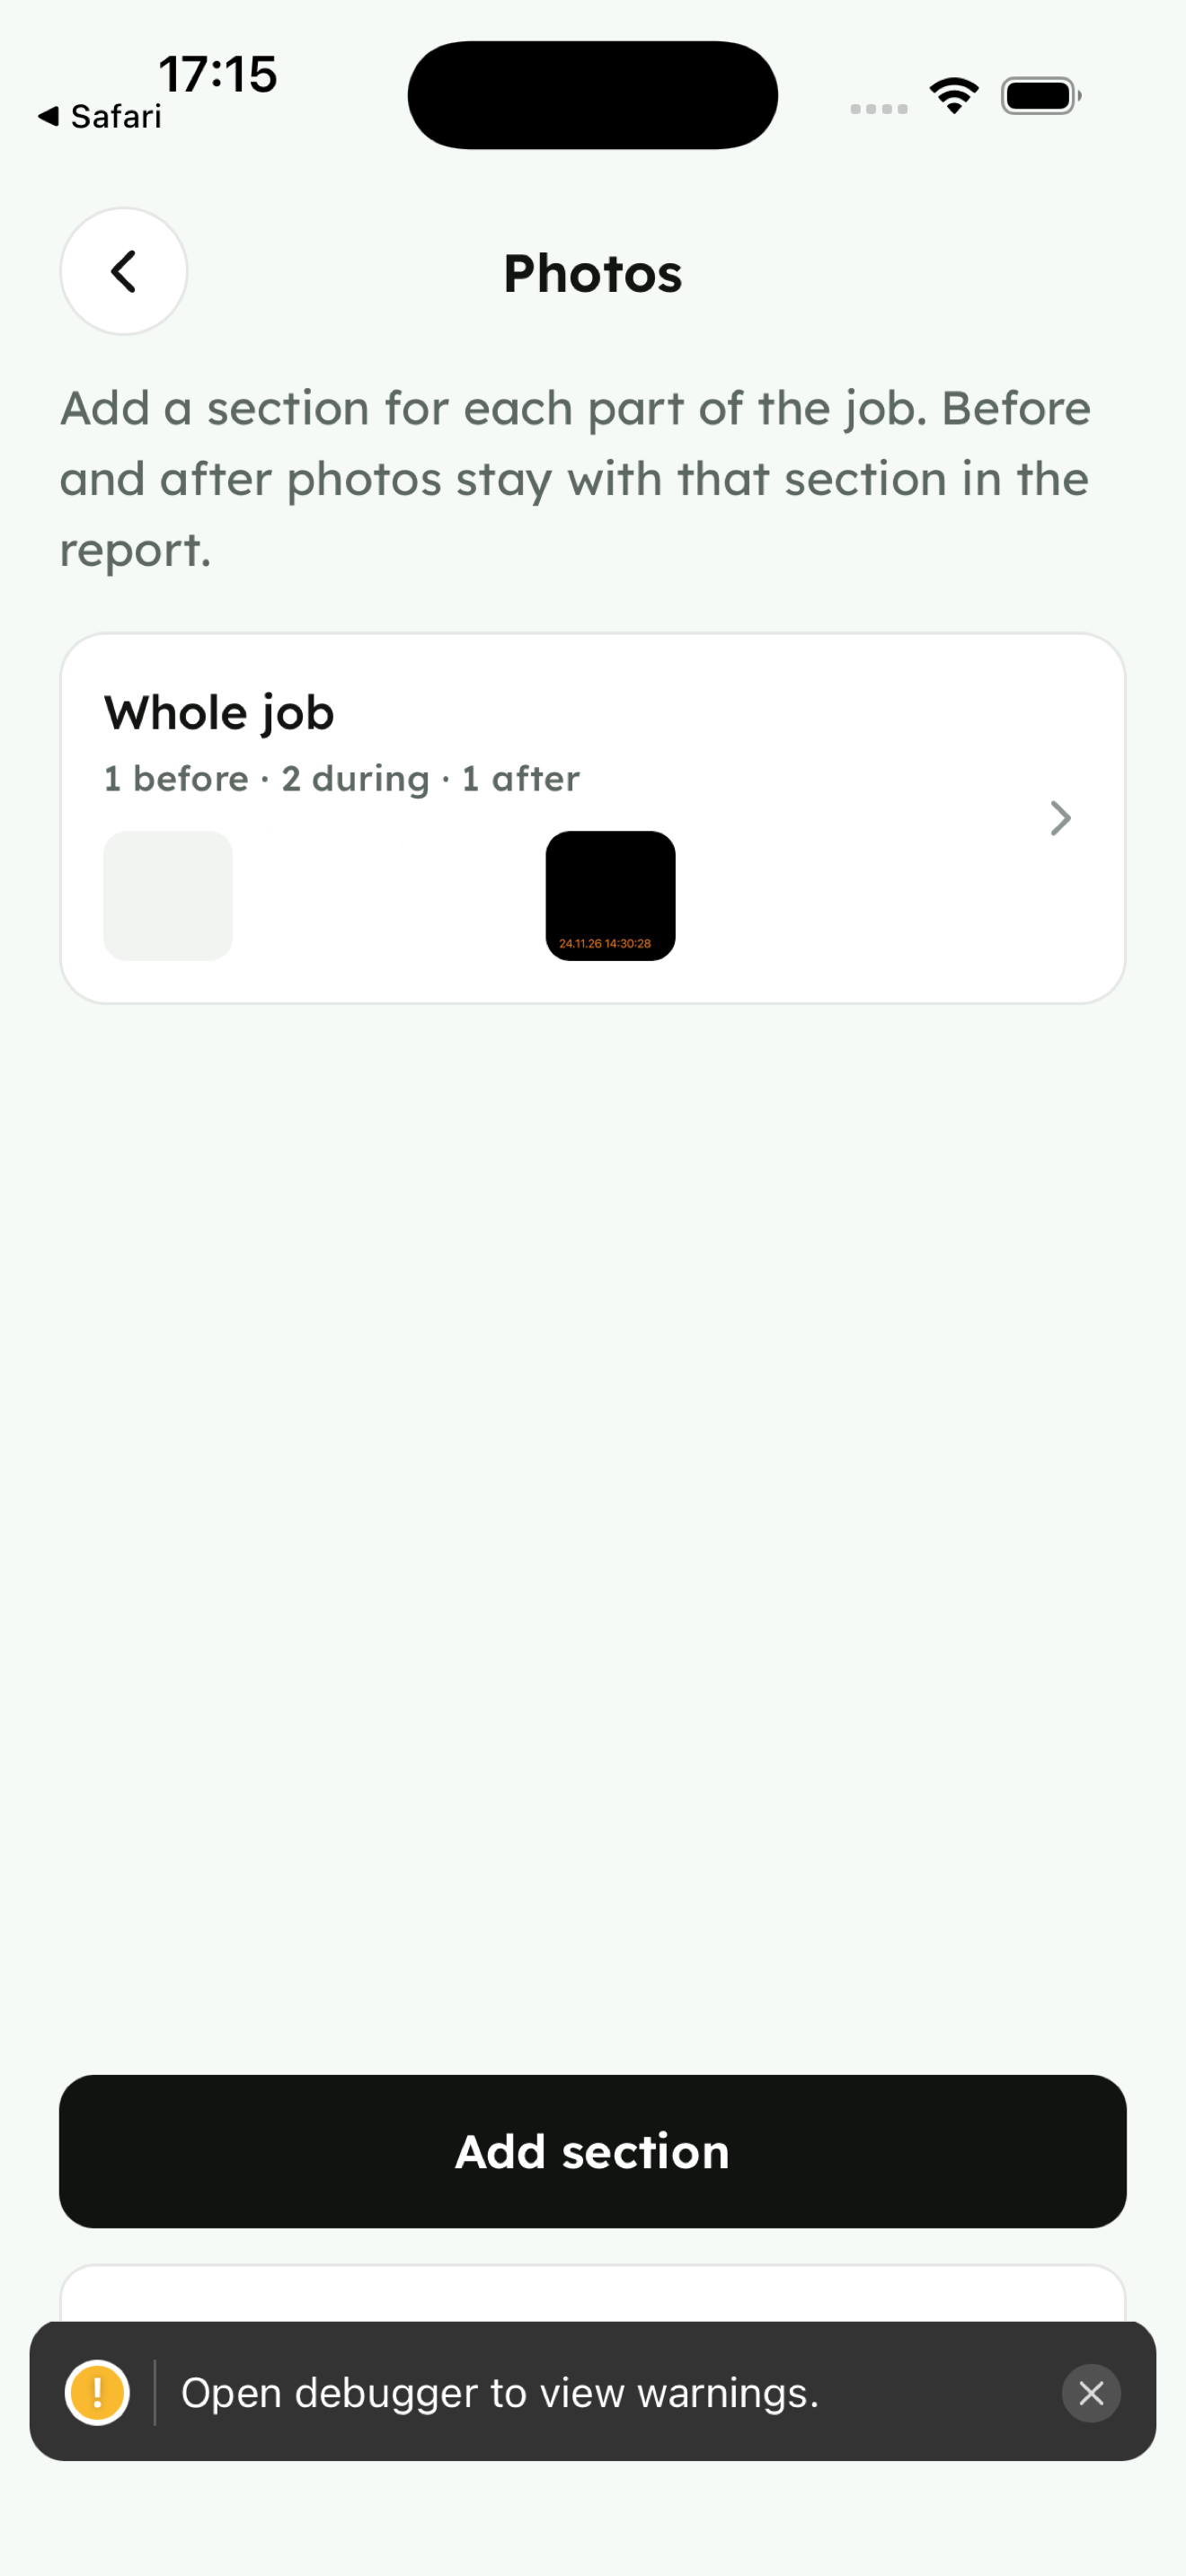 17:15
◀ Safari
Photos
Add a section for each part of the job. Before
and after photos stay with that section in the
report.
Whole job
1 before · 2 during · 1 after
24.11.26 14:30:28
Add section
Open debugger to view warnings.